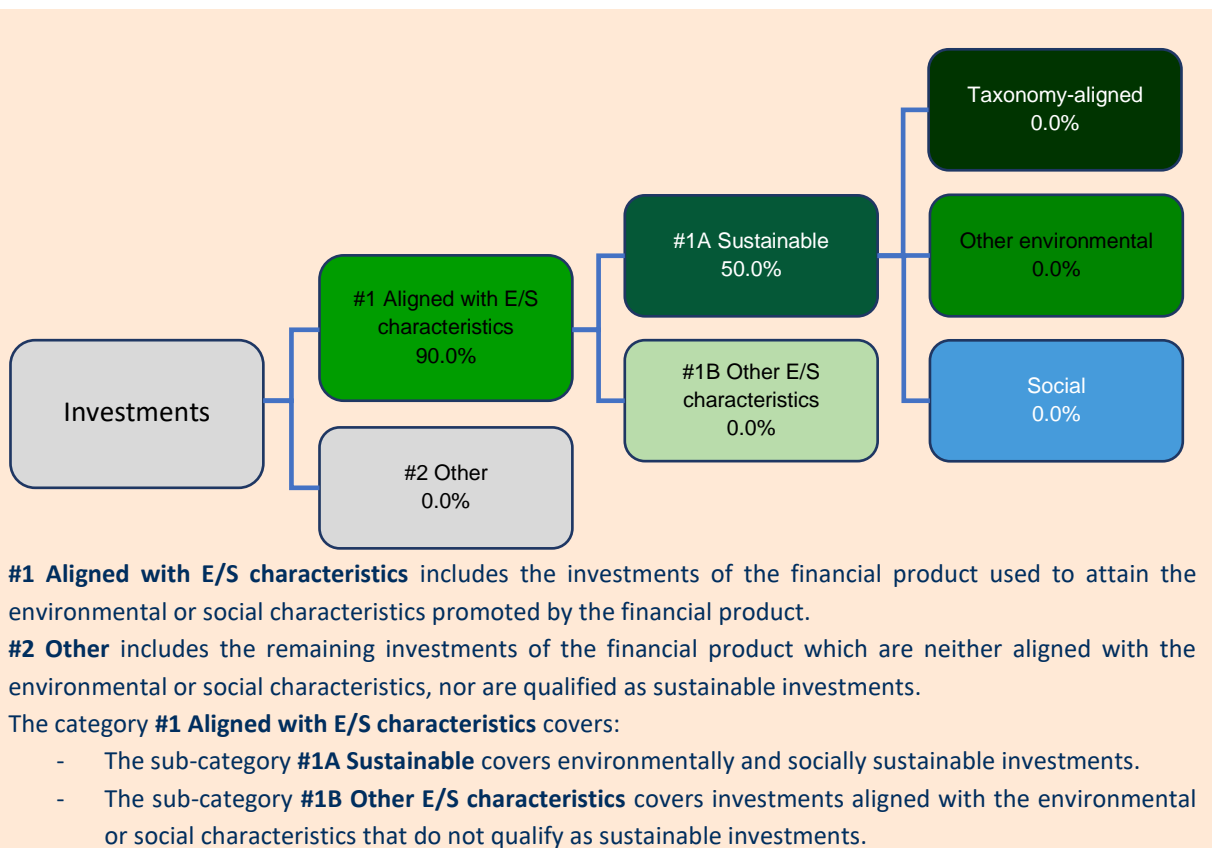 Taxonomy-aligned
0.0%
#1A Sustainable
50.0%
Other environmental
0.0%
#1 Aligned with E/S
characteristics
90.0%
#1B Other E/S
characteristics
0.0%
Social
0.0%
Investments
#2 Other
0.0%
#1 Aligned with E/S characteristics includes the investments of the financial product used to attain the
environmental or social characteristics promoted by the financial product.
#2 Other includes the remaining investments of the financial product which are neither aligned with the
environmental or social characteristics, nor are qualified as sustainable investments.
The category #1 Aligned with E/S characteristics covers:
- The sub-category #1A Sustainable covers environmentally and socially sustainable investments.
- The sub-category #1B Other E/S characteristics covers investments aligned with the environmental
or social characteristics that do not qualify as sustainable investments.